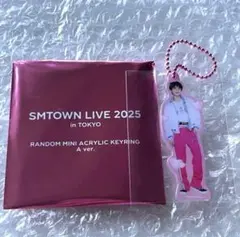 SMTOWN LIVE 2025
in TOKYO
RANDOM MINI ACRYLIC KEYRING
A ver.